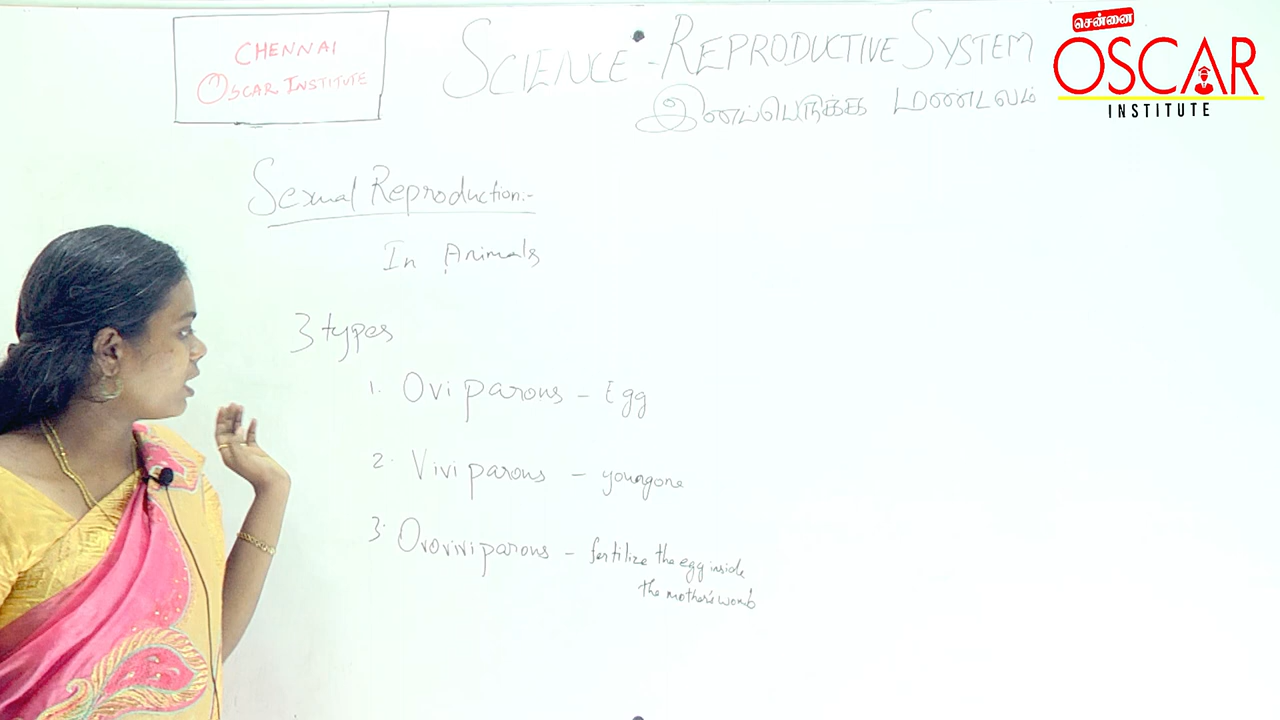 CHENNAI
OSCAR INSTITUTE
SCIENCE - REPRODUCTIVE SYSTEM
இனப்பெருக்க மண்டலம்
சென்னை
OSCAR
INSTITUTE
Sexual Reproduction:-
In Animals
3 types
1. Oviparous - Egg
2. Viviparous - youngone
3. Ovoviviparous - fertilize the egg inside
the mother's womb